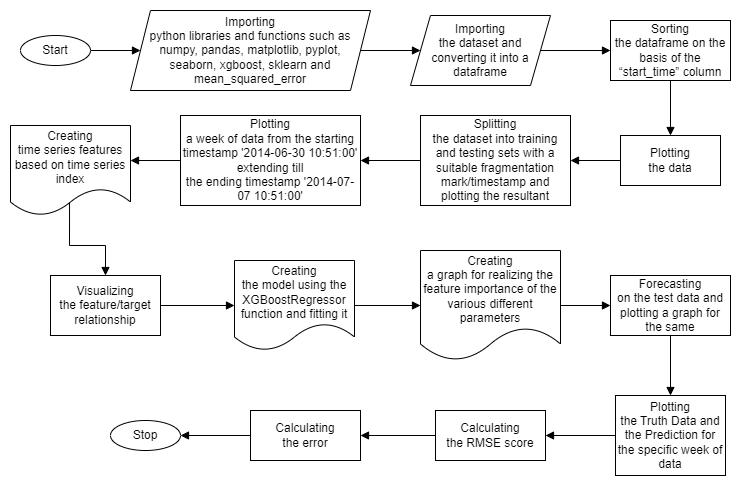 Start
Importing
python libraries and functions such as
numpy, pandas, matplotlib, pyplot,
seaborn, xgboost, sklearn and
mean_squared_error
Importing
the dataset and
converting it into a
dataframe
Sorting
the dataframe on the
basis of the
“start_time” column
Plotting
the data
Splitting
the dataset into training
and testing sets with a
suitable fragmentation
mark/timestamp and
plotting the resultant
Plotting
a week of data from the starting
timestamp '2014-06-30 10:51:00'
extending till
the ending timestamp '2014-07-
07 10:51:00'
Creating
time series features
based on time series
index
Visualizing
the feature/target
relationship
Creating
the model using the
XGBoostRegressor
function and fitting it
Creating
a graph for realizing the
feature importance of the
various different
parameters
Forecasting
on the test data and
plotting a graph for
the same
Plotting
the Truth Data and
the Prediction for
the specific week of
data
Calculating
the RMSE score
Calculating
the error
Stop